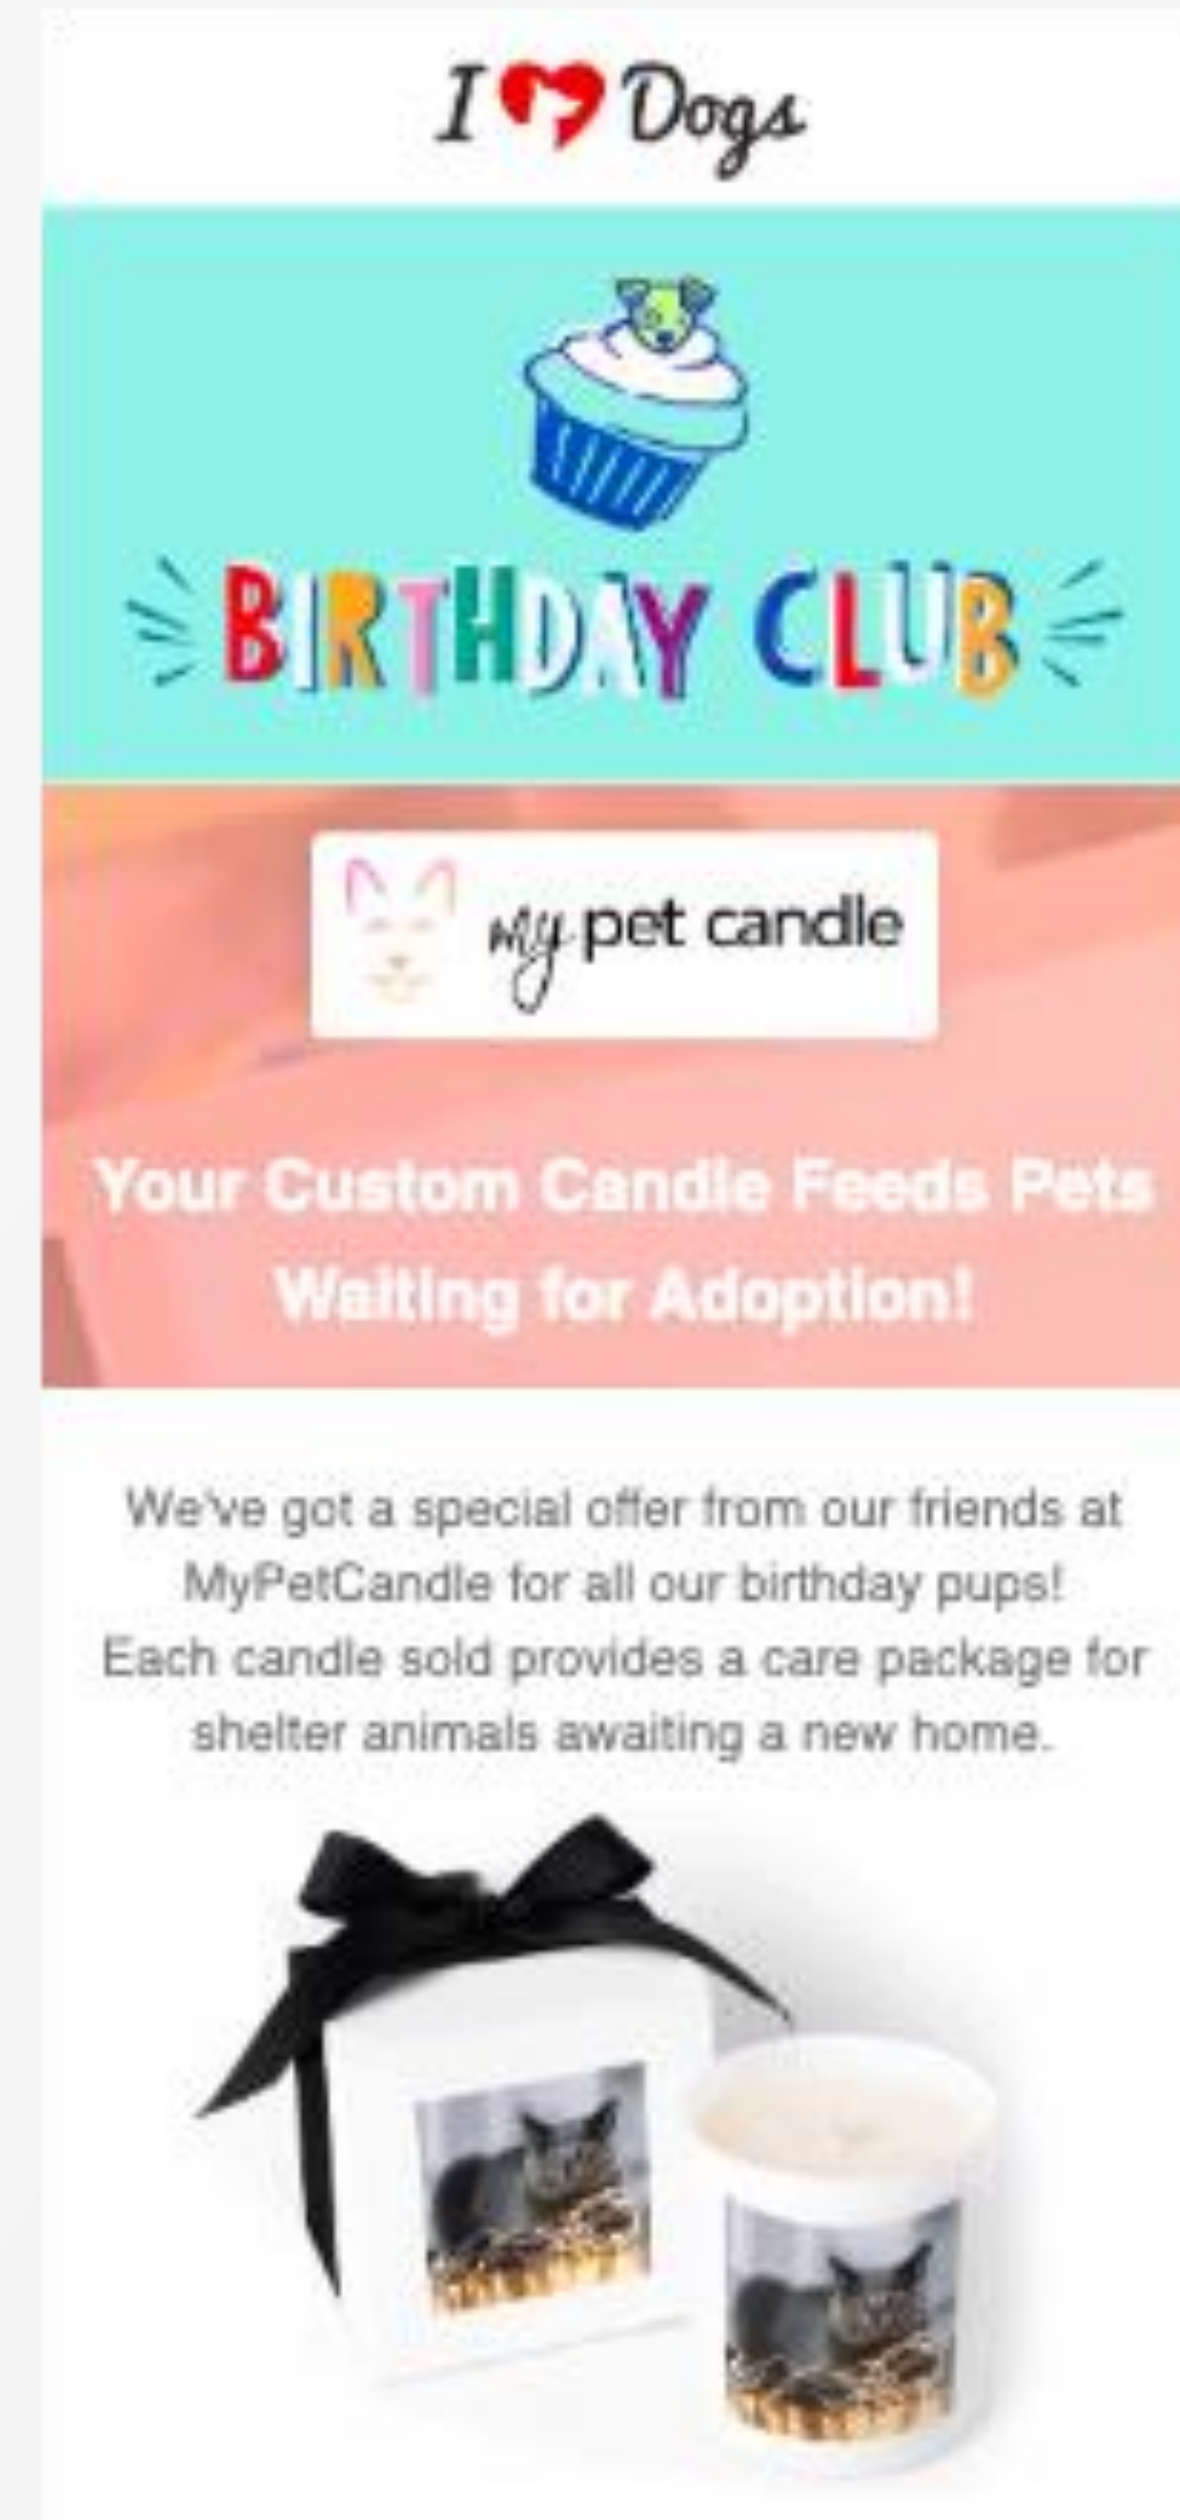 I Dogs
BIRTHDAY CLUB
my pet candle
Your Custom Candle Feeds Pets
Waiting for Adoption!
We've got a special offer from our friends at
MyPetCandle for all our birthday pups!
Each candle sold provides a care package for
shelter animals awaiting a new home.